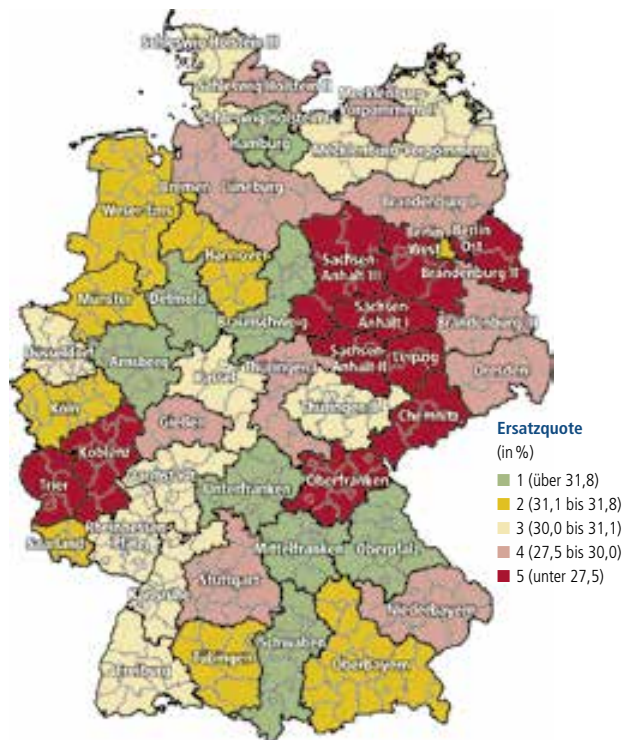 Schleswig-Holstein III
Schleswig-Holstein II
Mecklenburg-
Vorpommern II
Schleswig-Holstein I
Hamburg
Mecklenburg-Vorpommern I
Bremen - Lüneburg
Brandenburg I
Weser-Ems
Hannover
Sachsen-
Anhalt III
Berlin
West
Berlin
Ost
Brandenburg II
Münster
Detmold
Braunschweig
Sachsen-
Anhalt I
Brandenburg III
Düsseldorf
Arnsberg
Kassel
Thüringen I
Sachsen-
Anhalt II
Leipzig
Dresden
Köln
Gießen
Thüringen II
Chemnitz
Koblenz
Trier
Darmstadt
Unterfranken
Oberfranken
Saarland
Rheinhessen-
Pfalz
Mittelfranken
Oberpfalz
Karlsruhe
Stuttgart
Niederbayern
Freiburg
Tübingen
Schwaben
Oberbayern
Ersatzquote
(in %)
1 (über 31,8)
2 (31,1 bis 31,8)
3 (30,0 bis 31,1)
4 (27,5 bis 30,0)
5 (unter 27,5)